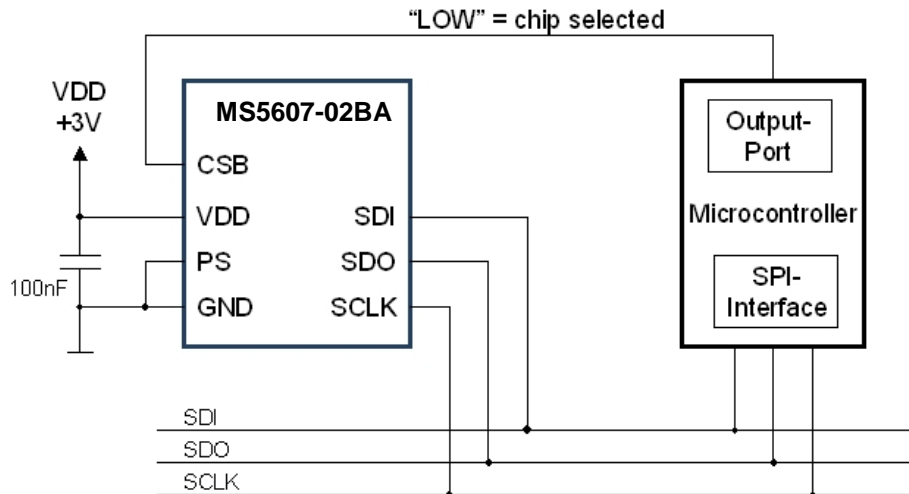 “LOW” = chip selected
VDD
+3V
MS5607-02BA
CSB
VDD
PS
GND
SDI
SDO
SCLK
100nF
Output-
Port
Microcontroller
SPI-
Interface
SDI
SDO
SCLK